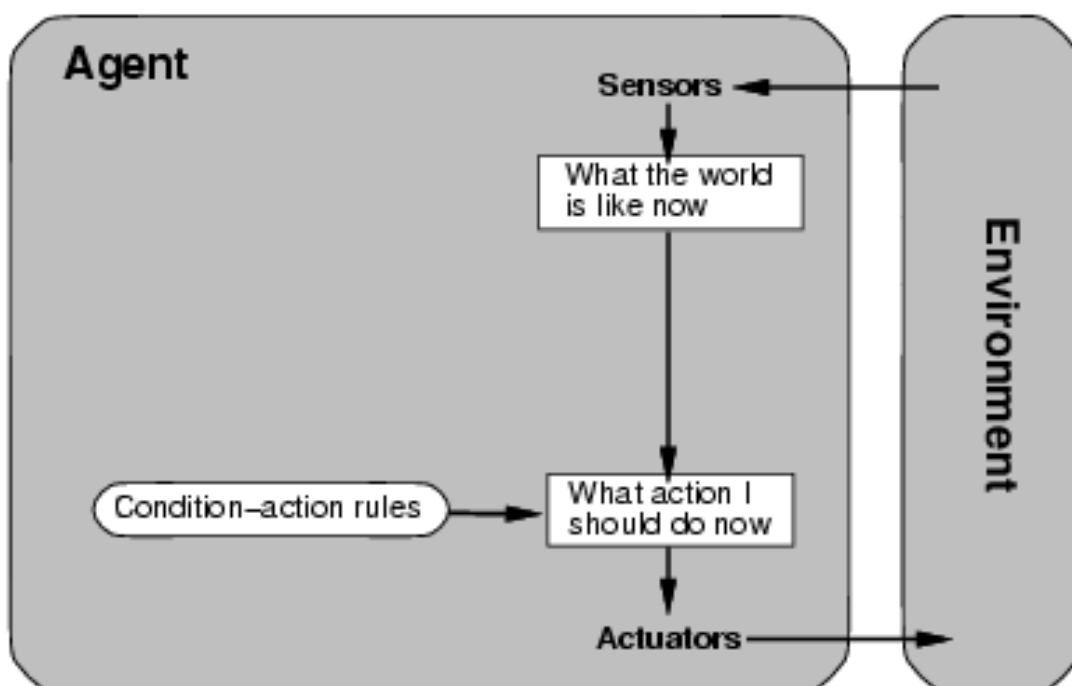 Agent
Sensors
What the world
is like now
Environment
Condition–action rules
What action I
should do now
Actuators